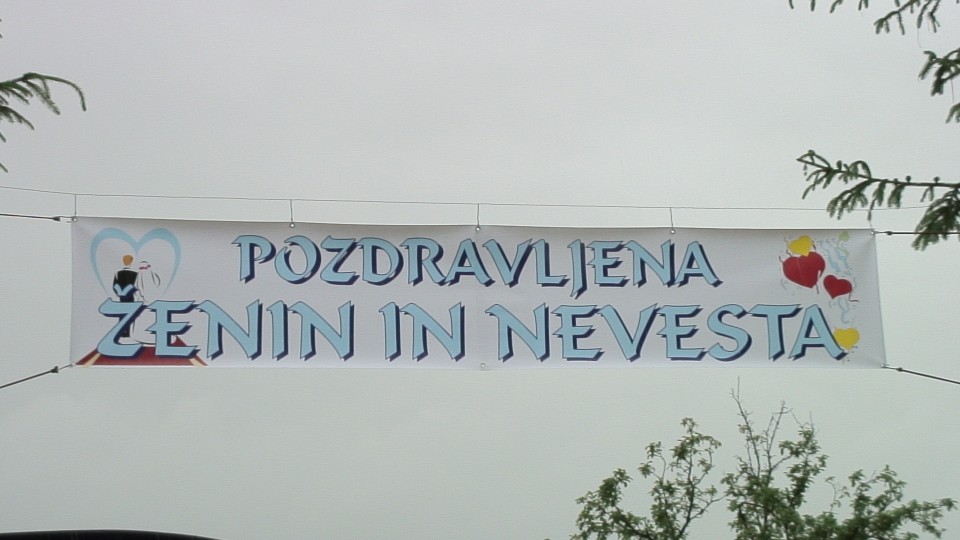 POZDRAVLJENA
ŽENIN IN NEVESTA